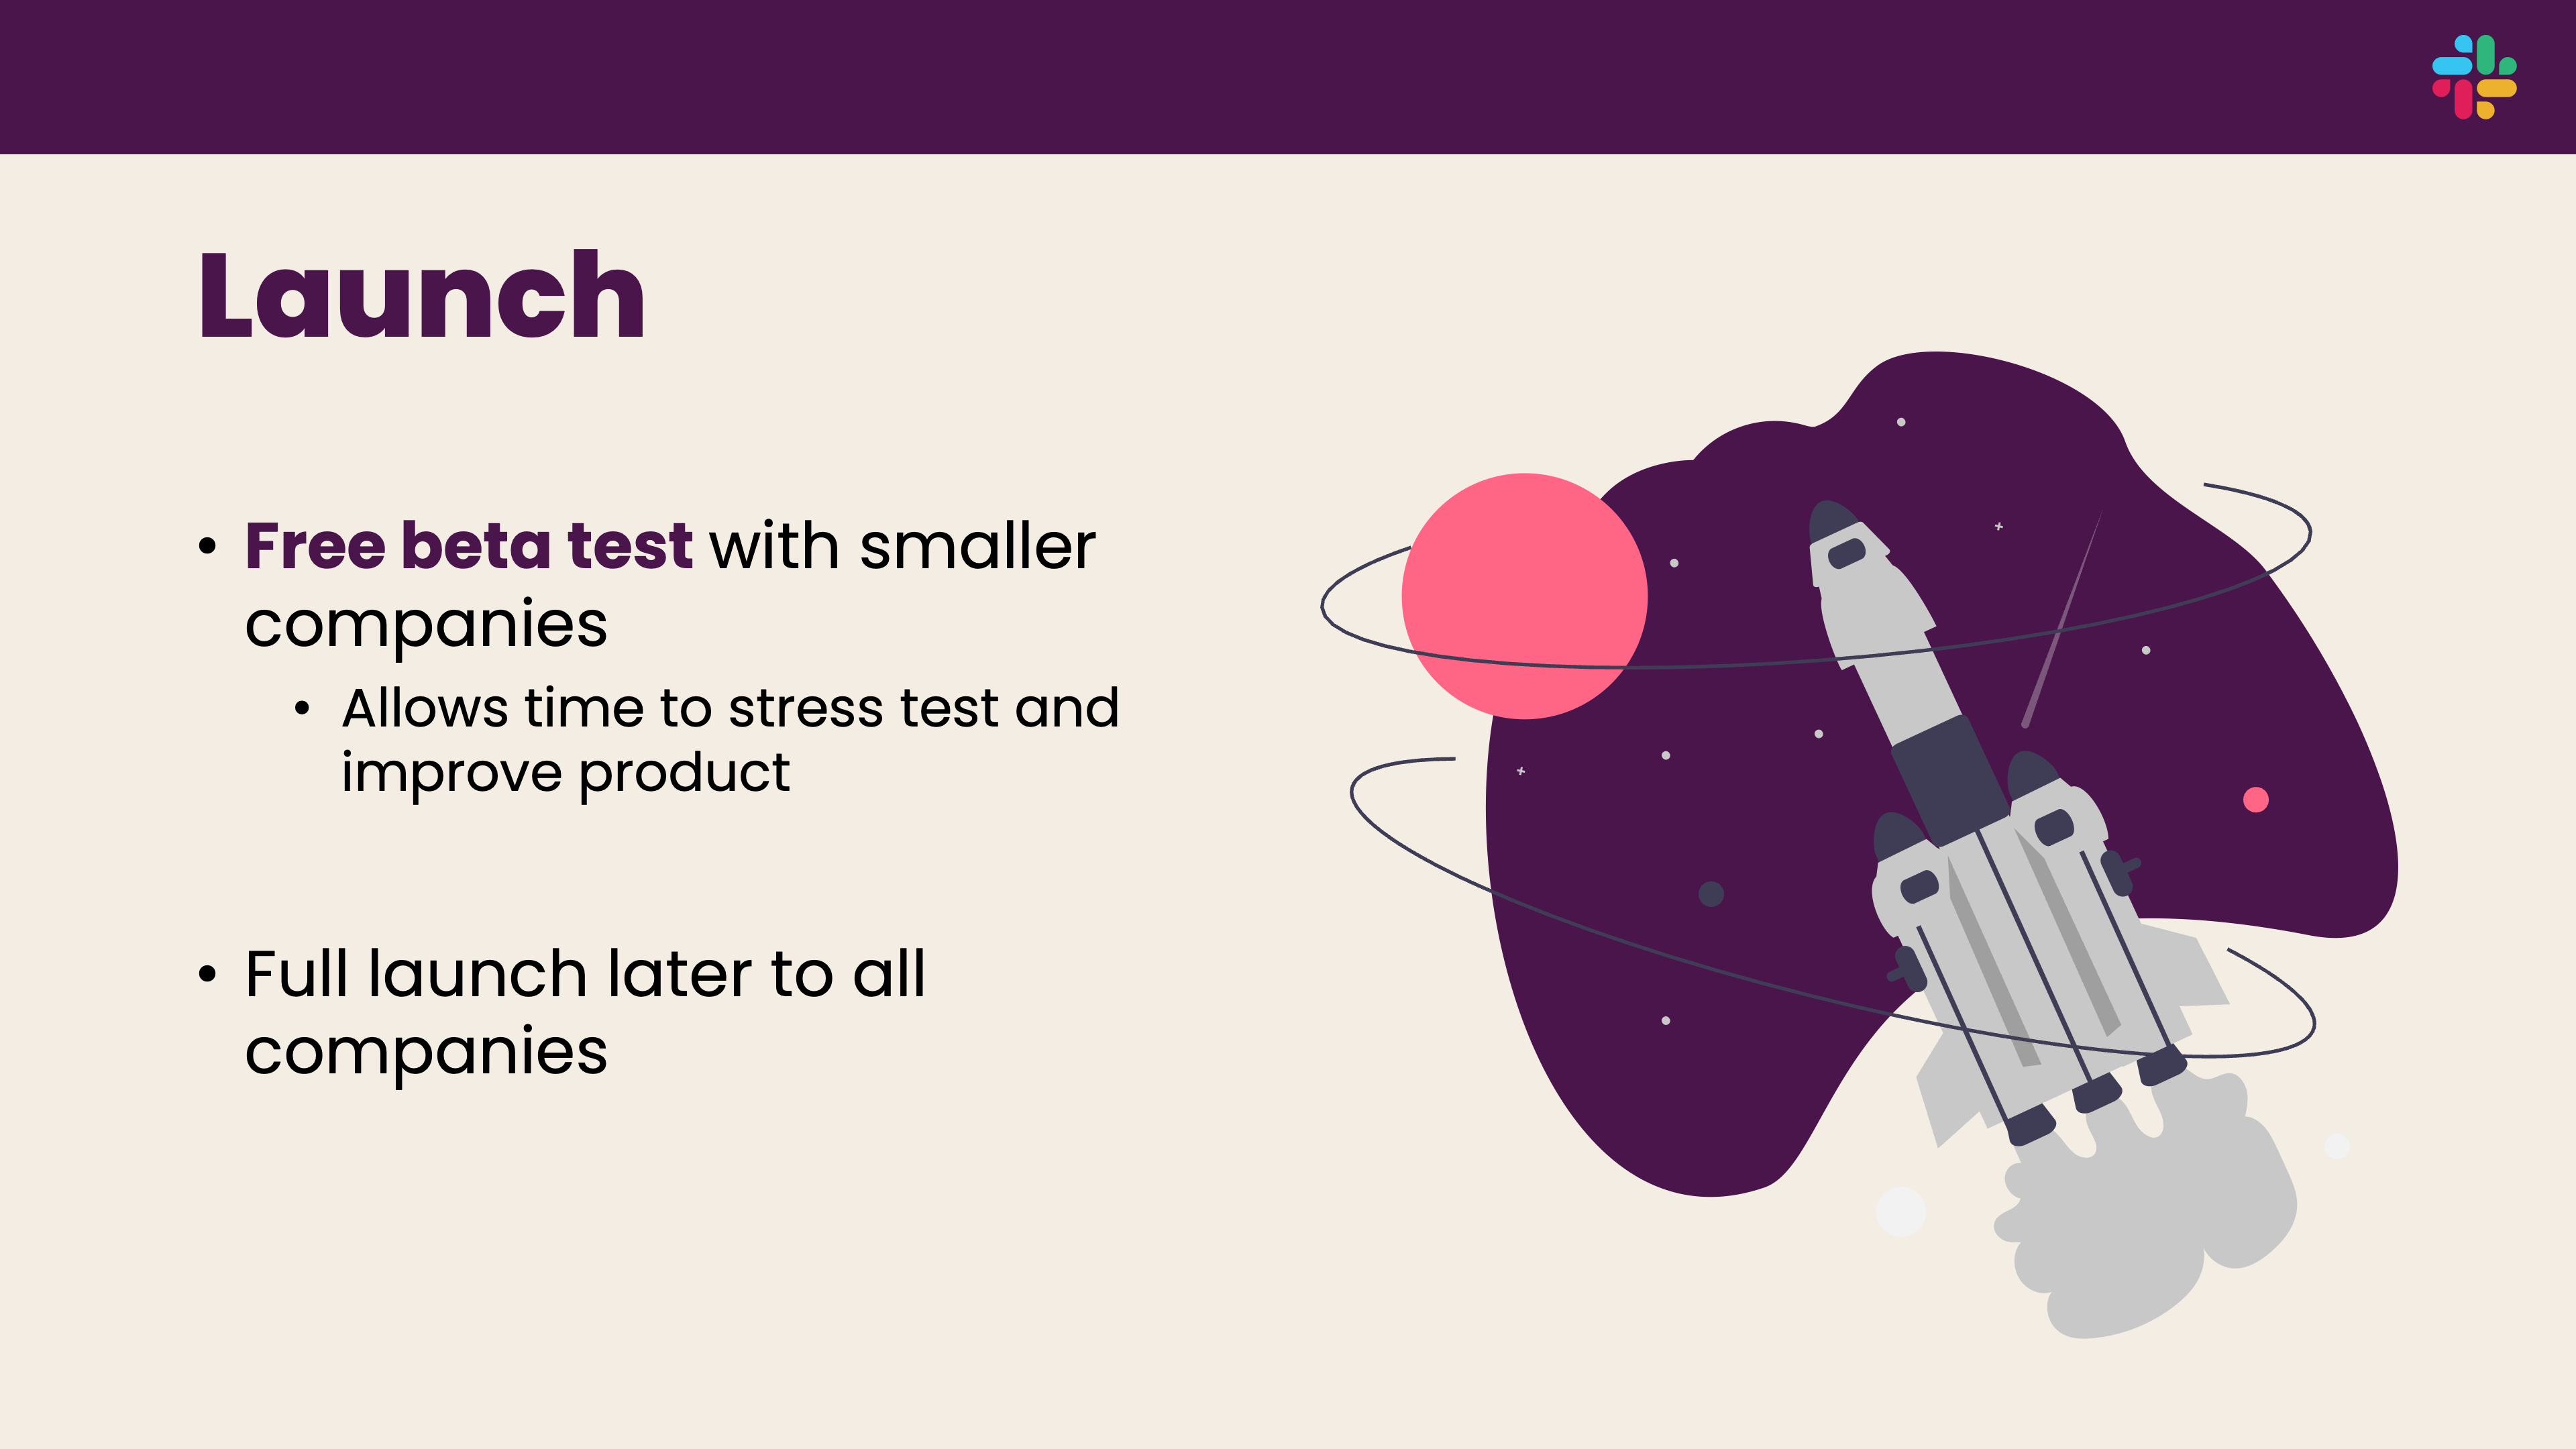 Launch
• Free beta test with smaller
companies
• Allows time to stress test and
improve product
• Full launch later to all
companies